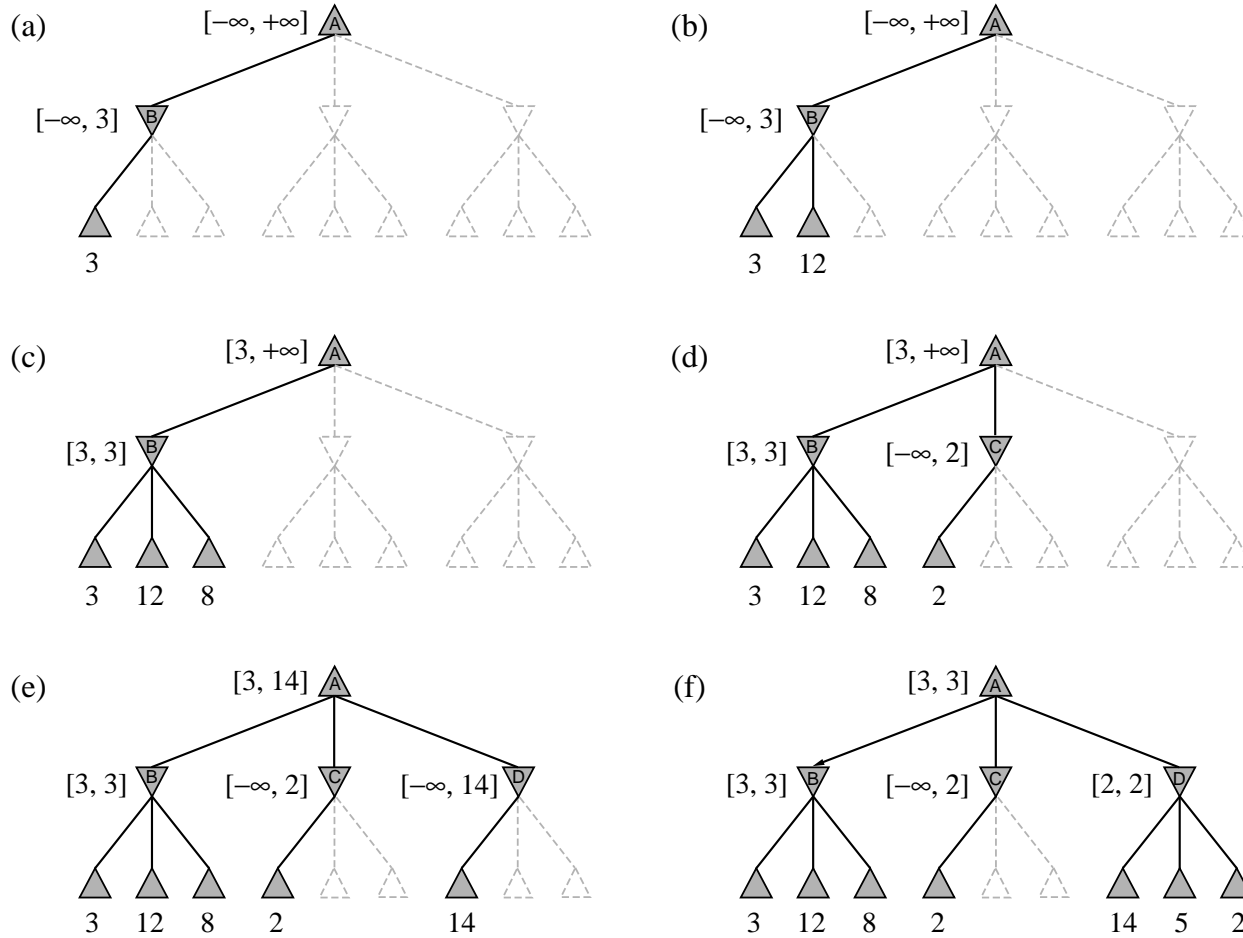 (a) [−∞, +∞] A (b) [−∞, +∞] A
[−∞, 3] B [−∞, 3] B
3 3 12
(c) [3, +∞] A (d) [3, +∞] A
[3, 3] B [3, 3] B [−∞, 2] C
3 12 8 3 12 8 2
(e) [3, 14] A (f) [3, 3] A
[3, 3] B [−∞, 2] C [−∞, 14] D [3, 3] B [−∞, 2] C [2, 2] D
3 12 8 2 14 3 12 8 2 14 5 2